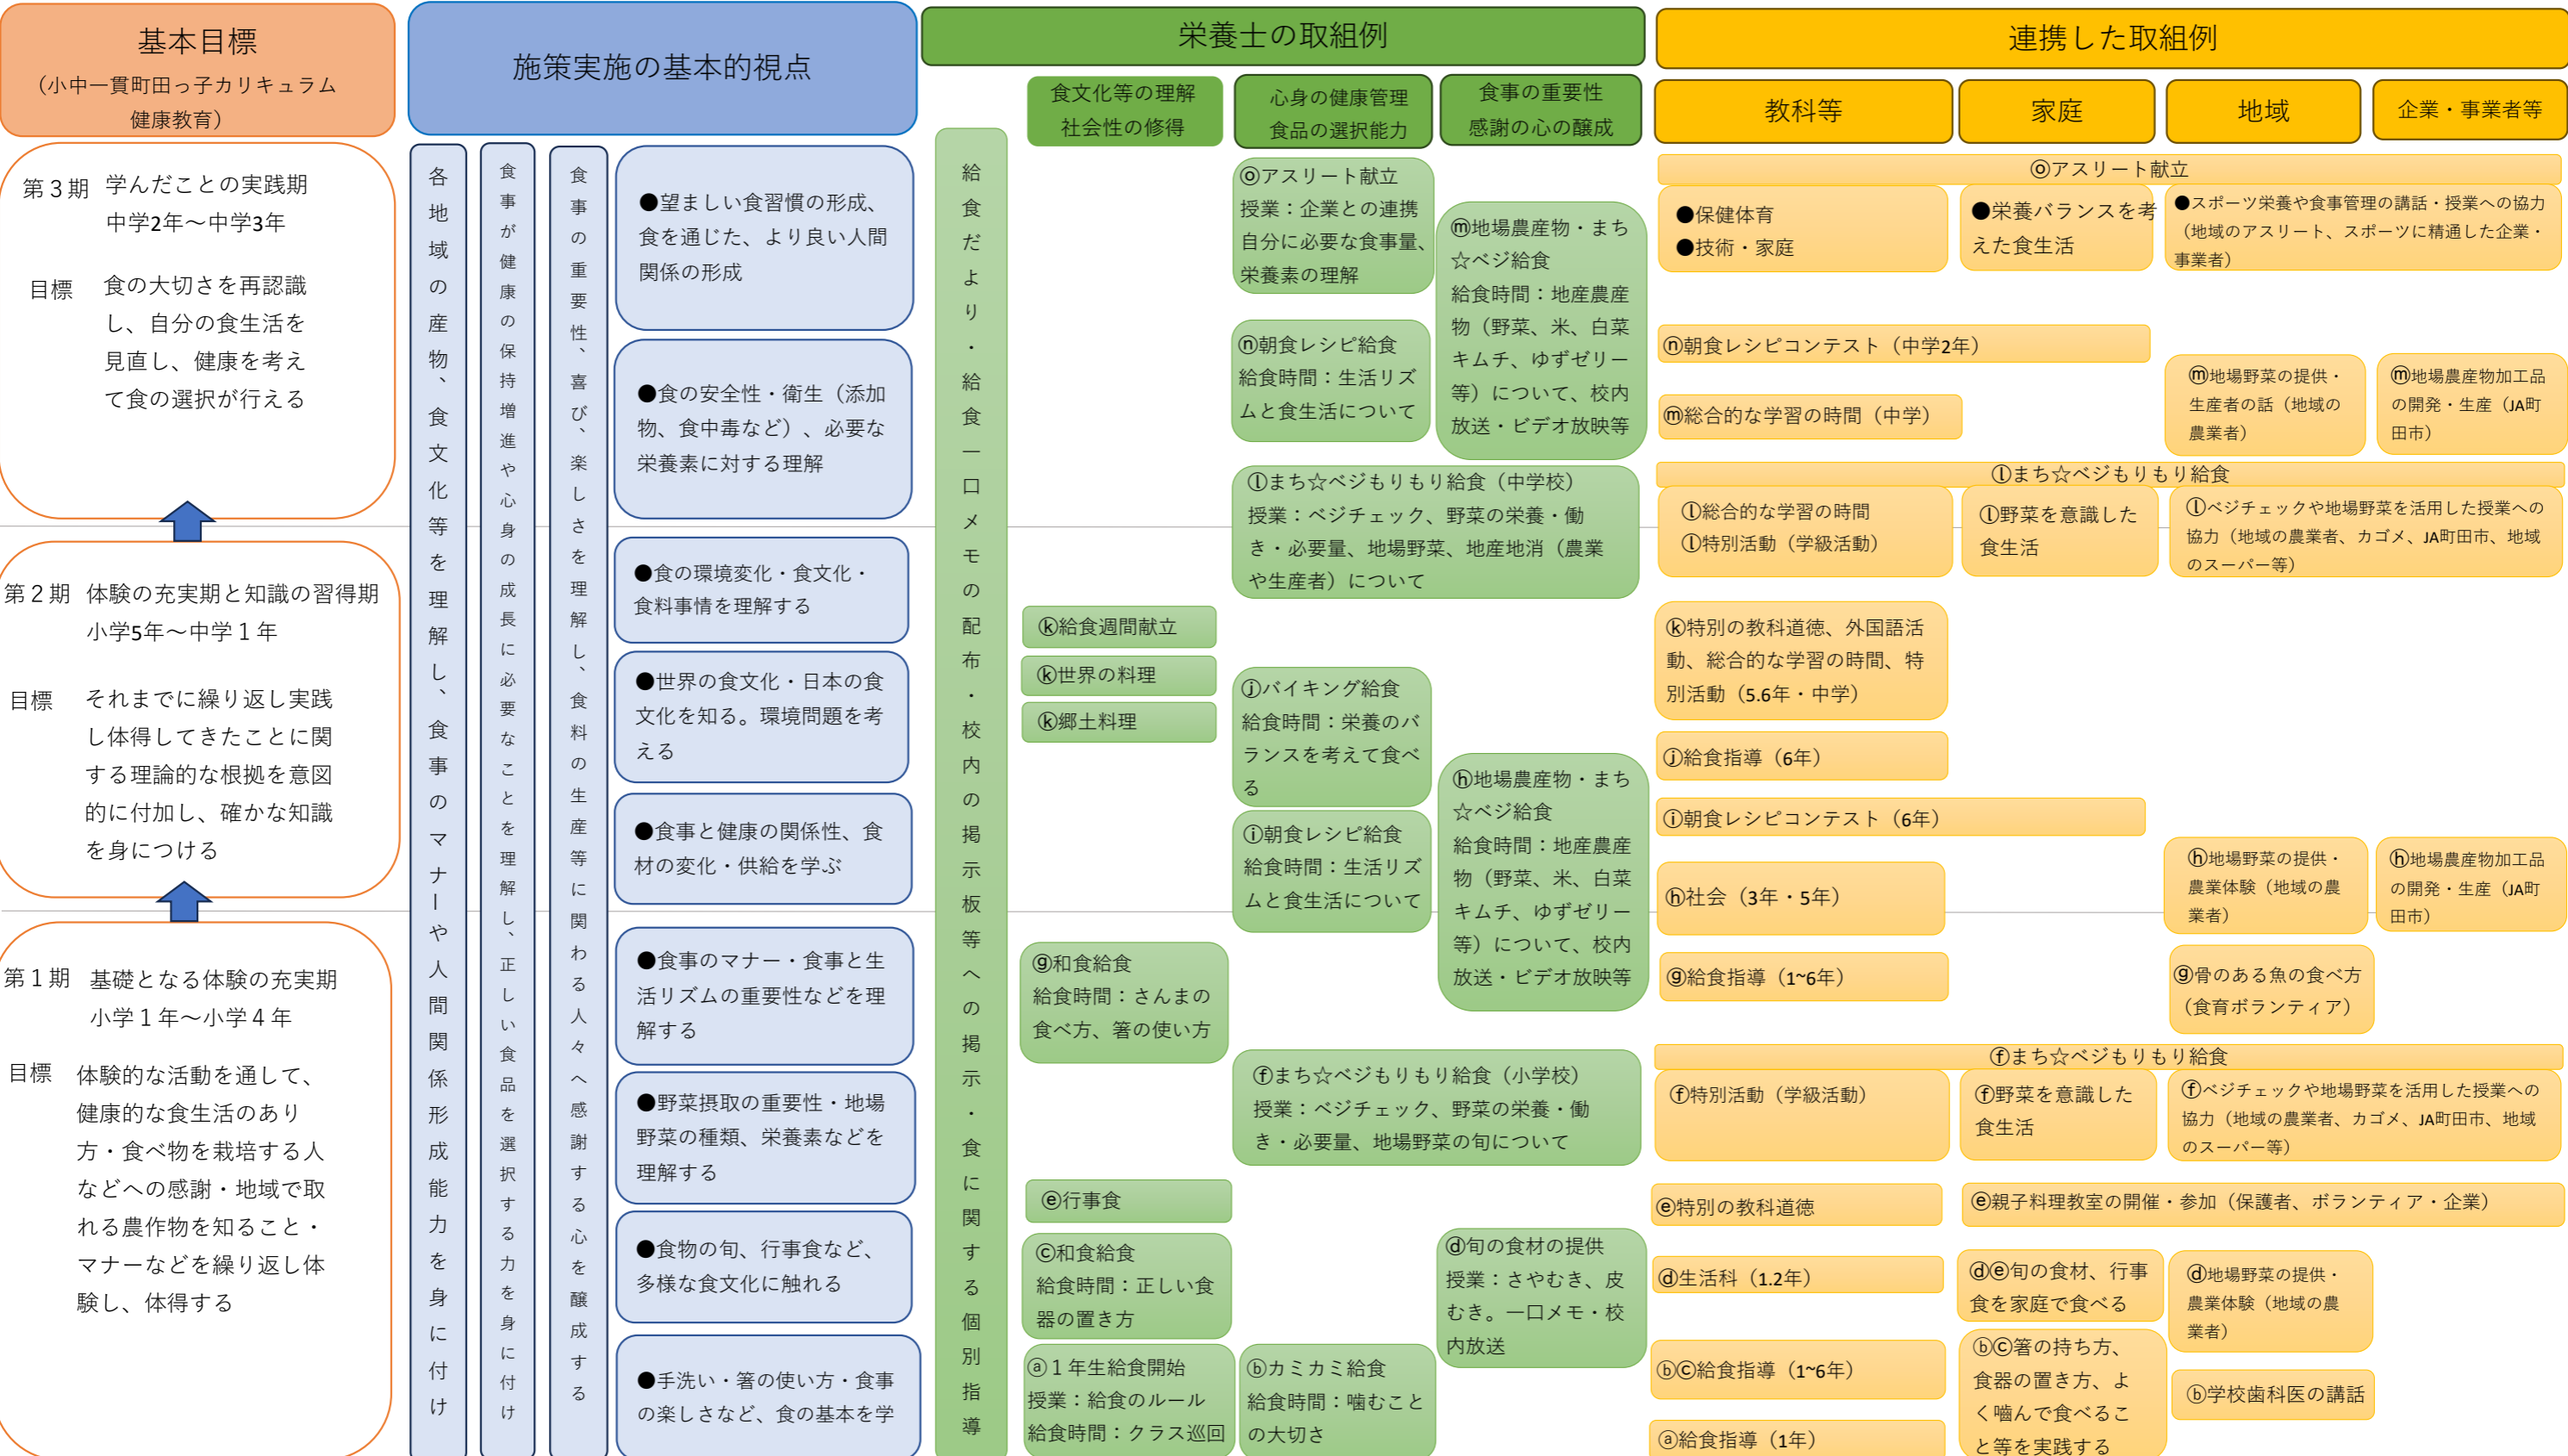 基本目標
（小中一貫町田っ子カリキュラム
健康教育）
第３期 学んだことの実践期
中学2年～中学3年
目標 食の大切さを再認識
し、自分の食生活を
見直し、健康を考え
て食の選択が行える
第２期 体験の充実期と知識の習得期
小学5年～中学１年
目標 それまでに繰り返し実践
し体得してきたことに関
する理論的な根拠を意図
的に付加し、確かな知識
を身につける
第１期 基礎となる体験の充実期
小学１年～小学４年
目標 体験的な活動を通して、
健康的な食生活のあり
方・食べ物を栽培する人
などへの感謝・地域で取
れる農作物を知ること・
マナーなどを繰り返し体
験し、体得する
施策実施の基本的視点
各地域の産物、食文化等を理解し、食事のマナーや人間関係形成能力を身に付け
食事が健康の保持増進や心身の成長に必要なことを理解し、正しい食品を選択する力を身に付け
食事の重要性、喜び、楽しさを理解し、食料の生産等に関わる人々へ感謝する心を醸成する
●望ましい食習慣の形成、
食を通じた、より良い人間
関係の形成
●食の安全性・衛生（添加
物、食中毒など）、必要な
栄養素に対する理解
●食の環境変化・食文化・
食料事情を理解する
●世界の食文化・日本の食
文化を知る。環境問題を考
える
●食事と健康の関係性、食
材の変化・供給を学ぶ
●食事のマナー・食事と生
活リズムの重要性などを理
解する
●野菜摂取の重要性・地場
野菜の種類、栄養素などを
理解する
●食物の旬、行事食など、
多様な食文化に触れる
●手洗い・箸の使い方・食事
の楽しさなど、食の基本を学
栄養士の取組例
食文化等の理解
社会性の修得
心身の健康管理
食品の選択能力
食事の重要性
感謝の心の醸成
給食だより・給食一口メモの配布・校内の掲示板等への掲示・食に関する個別指導
ⓞアスリート献立
授業：企業との連携
自分に必要な食事量、
栄養素の理解
ⓜ地場農産物・まち
☆ベジ給食
給食時間：地産農産
物（野菜、米、白菜
キムチ、ゆずゼリー
等）について、校内
放送・ビデオ放映等
ⓝ朝食レシピ給食
給食時間：生活リズ
ムと食生活について
ⓛまち☆ベジもりもり給食（中学校）
授業：ベジチェック、野菜の栄養・働
き・必要量、地場野菜、地産地消（農業
や生産者）について
ⓚ給食週間献立
ⓚ世界の料理
ⓚ郷土料理
ⓙバイキング給食
給食時間：栄養のバ
ランスを考えて食べ
る
ⓘ朝食レシピ給食
給食時間：生活リズ
ムと食生活について
ⓗ地場農産物・まち
☆ベジ給食
給食時間：地産農産
物（野菜、米、白菜
キムチ、ゆずゼリー
等）について、校内
放送・ビデオ放映等
ⓖ和食給食
給食時間：さんまの
食べ方、箸の使い方
ⓕまち☆ベジもりもり給食（小学校）
授業：ベジチェック、野菜の栄養・働
き・必要量、地場野菜の旬について
ⓔ行事食
ⓒ和食給食
給食時間：正しい食
器の置き方
ⓓ旬の食材の提供
授業：さやむき、皮
むき。一口メモ・校
内放送
ⓐ１年生給食開始
授業：給食のルール
給食時間：クラス巡回
ⓑカミカミ給食
給食時間：噛むこと
の大切さ
連携した取組例
教科等
家庭
地域
企業・事業者等
ⓞアスリート献立
●保健体育
●技術・家庭
●栄養バランスを考
えた食生活
●スポーツ栄養や食事管理の講話・授業への協力
（地域のアスリート、スポーツに精通した企業・
事業者）
ⓝ朝食レシピコンテスト（中学2年）
ⓜ総合的な学習の時間（中学）
ⓜ地場野菜の提供・
生産者の話（地域の
農業者）
ⓜ地場農産物加工品
の開発・生産（JA町
田市）
ⓛまち☆ベジもりもり給食
ⓛ総合的な学習の時間
ⓛ特別活動（学級活動）
ⓛ野菜を意識した
食生活
ⓛベジチェックや地場野菜を活用した授業への
協力（地域の農業者、カゴメ、JA町田市、地域
のスーパー等）
ⓚ特別の教科道徳、外国語活
動、総合的な学習の時間、特
別活動（5.6年・中学）
ⓙ給食指導（6年）
ⓘ朝食レシピコンテスト（6年）
ⓗ社会（3年・5年）
ⓗ地場野菜の提供・
農業体験（地域の農
業者）
ⓗ地場農産物加工品
の開発・生産（JA町
田市）
ⓖ給食指導（1~6年）
ⓖ骨のある魚の食べ方
（食育ボランティア）
ⓕまち☆ベジもりもり給食
ⓕ特別活動（学級活動）
ⓕ野菜を意識した
食生活
ⓕベジチェックや地場野菜を活用した授業への
協力（地域の農業者、カゴメ、JA町田市、地域
のスーパー等）
ⓔ特別の教科道徳
ⓔ親子料理教室の開催・参加（保護者、ボランティア・企業）
ⓓ生活科（1.2年）
ⓓⓔ旬の食材、行事
食を家庭で食べる
ⓓ地場野菜の提供・
農業体験（地域の農
業者）
ⓑⓒ給食指導（1~6年）
ⓑⓒ箸の持ち方、
食器の置き方、よ
く噛んで食べるこ
と等を実践する
ⓑ学校歯科医の講話
ⓐ給食指導（1年）